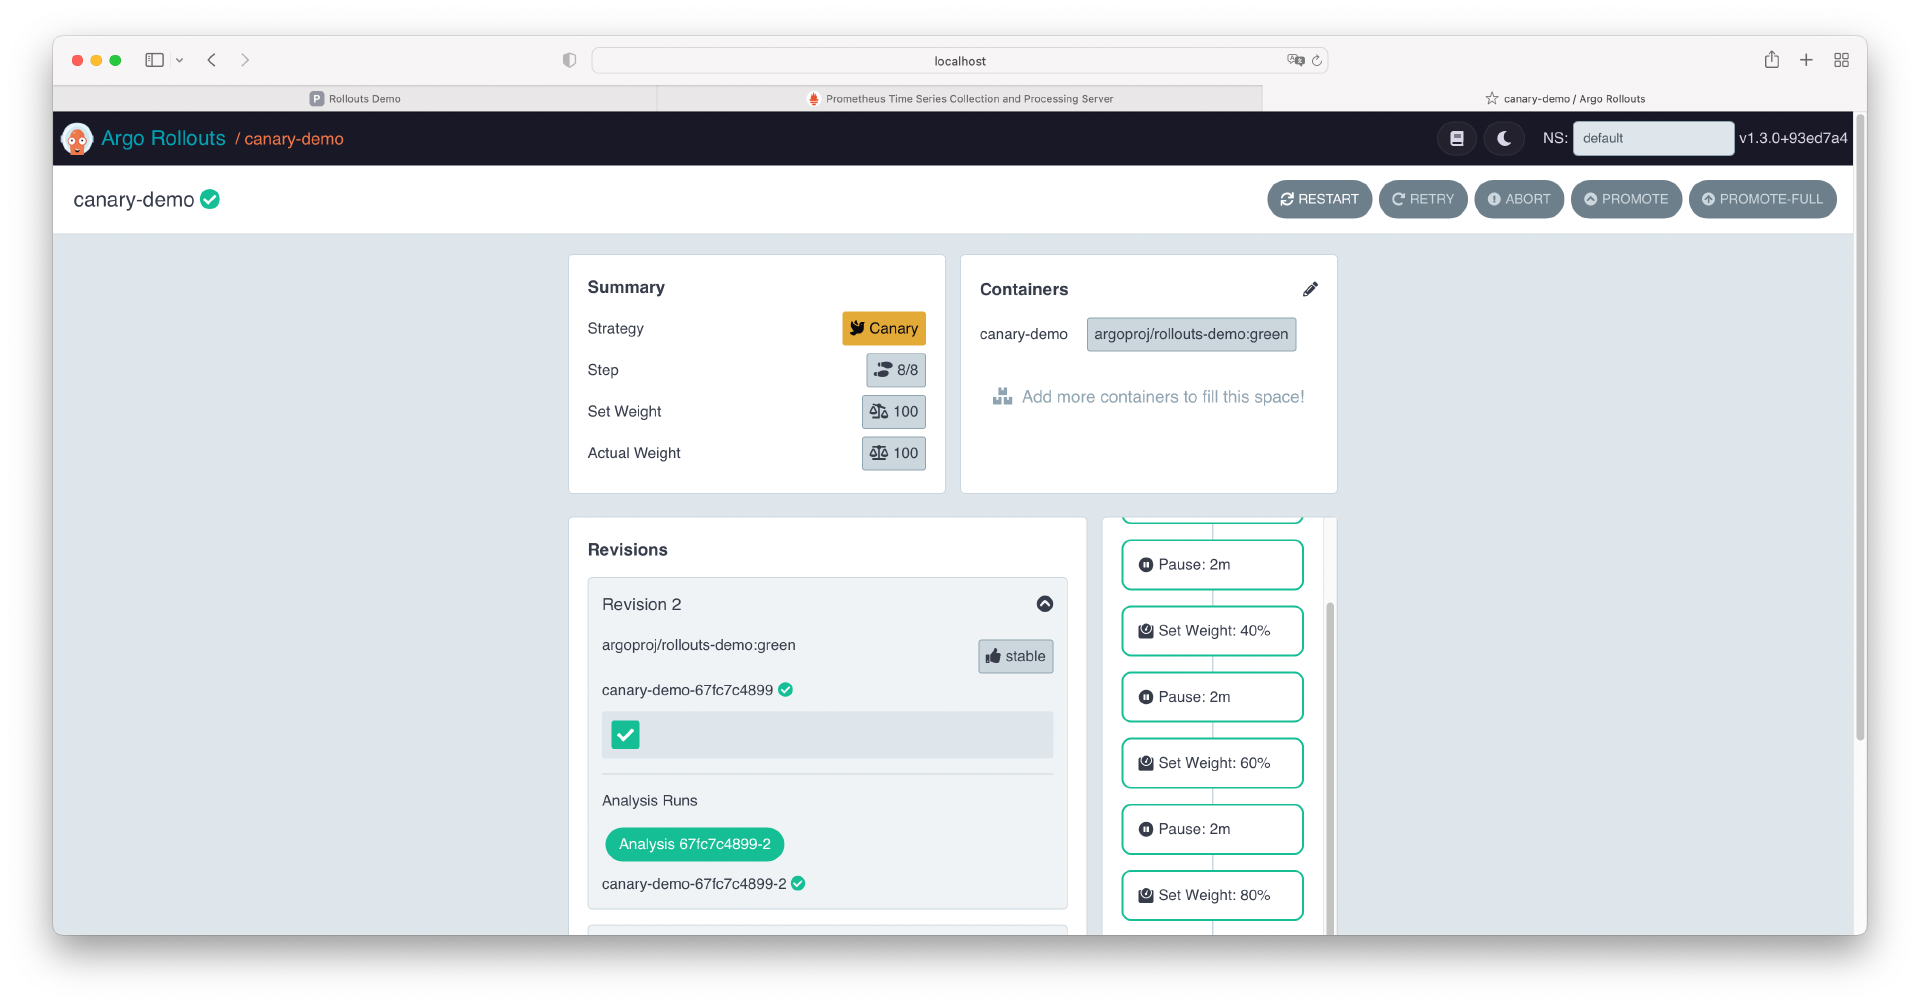 localhost
P Rollouts Demo
Prometheus Time Series Collection and Processing Server
canary-demo / Argo Rollouts
Argo Rollouts / canary-demo
NS: default v1.3.0+93ed7a4
canary-demo
RESTART RETRY ABORT PROMOTE PROMOTE-FULL
Summary
Strategy Canary
Step 8/8
Set Weight 100
Actual Weight 100
Containers
canary-demo argoproj/rollouts-demo:green
Add more containers to fill this space!
Revisions
Revision 2
argoproj/rollouts-demo:green
stable
canary-demo-67fc7c4899
Analysis Runs
Analysis 67fc7c4899-2
canary-demo-67fc7c4899-2
Pause: 2m
Set Weight: 40%
Pause: 2m
Set Weight: 60%
Pause: 2m
Set Weight: 80%